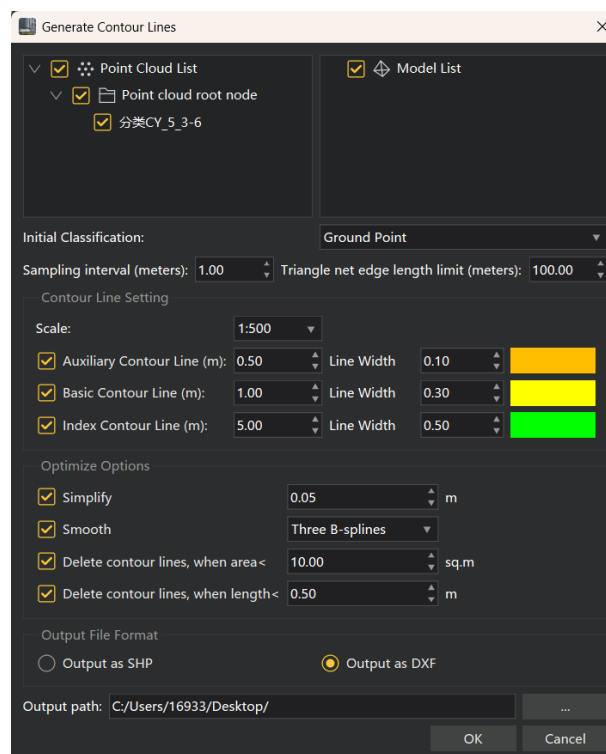 Generate Contour Lines
Point Cloud List
Model List
Point cloud root node
分类CY_5_3-6
Initial Classification: Ground Point
Sampling interval (meters): 1.00 Triangle net edge length limit (meters): 100.00
Contour Line Setting
Scale: 1:500
Auxiliary Contour Line (m): 0.50 Line Width 0.10
Basic Contour Line (m): 1.00 Line Width 0.30
Index Contour Line (m): 5.00 Line Width 0.50
Optimize Options
Simplify 0.05 m
Smooth Three B-splines
Delete contour lines, when area< 10.00 sq.m
Delete contour lines, when length< 0.50 m
Output File Format
Output as SHP Output as DXF
Output path: C:/Users/16933/Desktop/ ...
OK Cancel